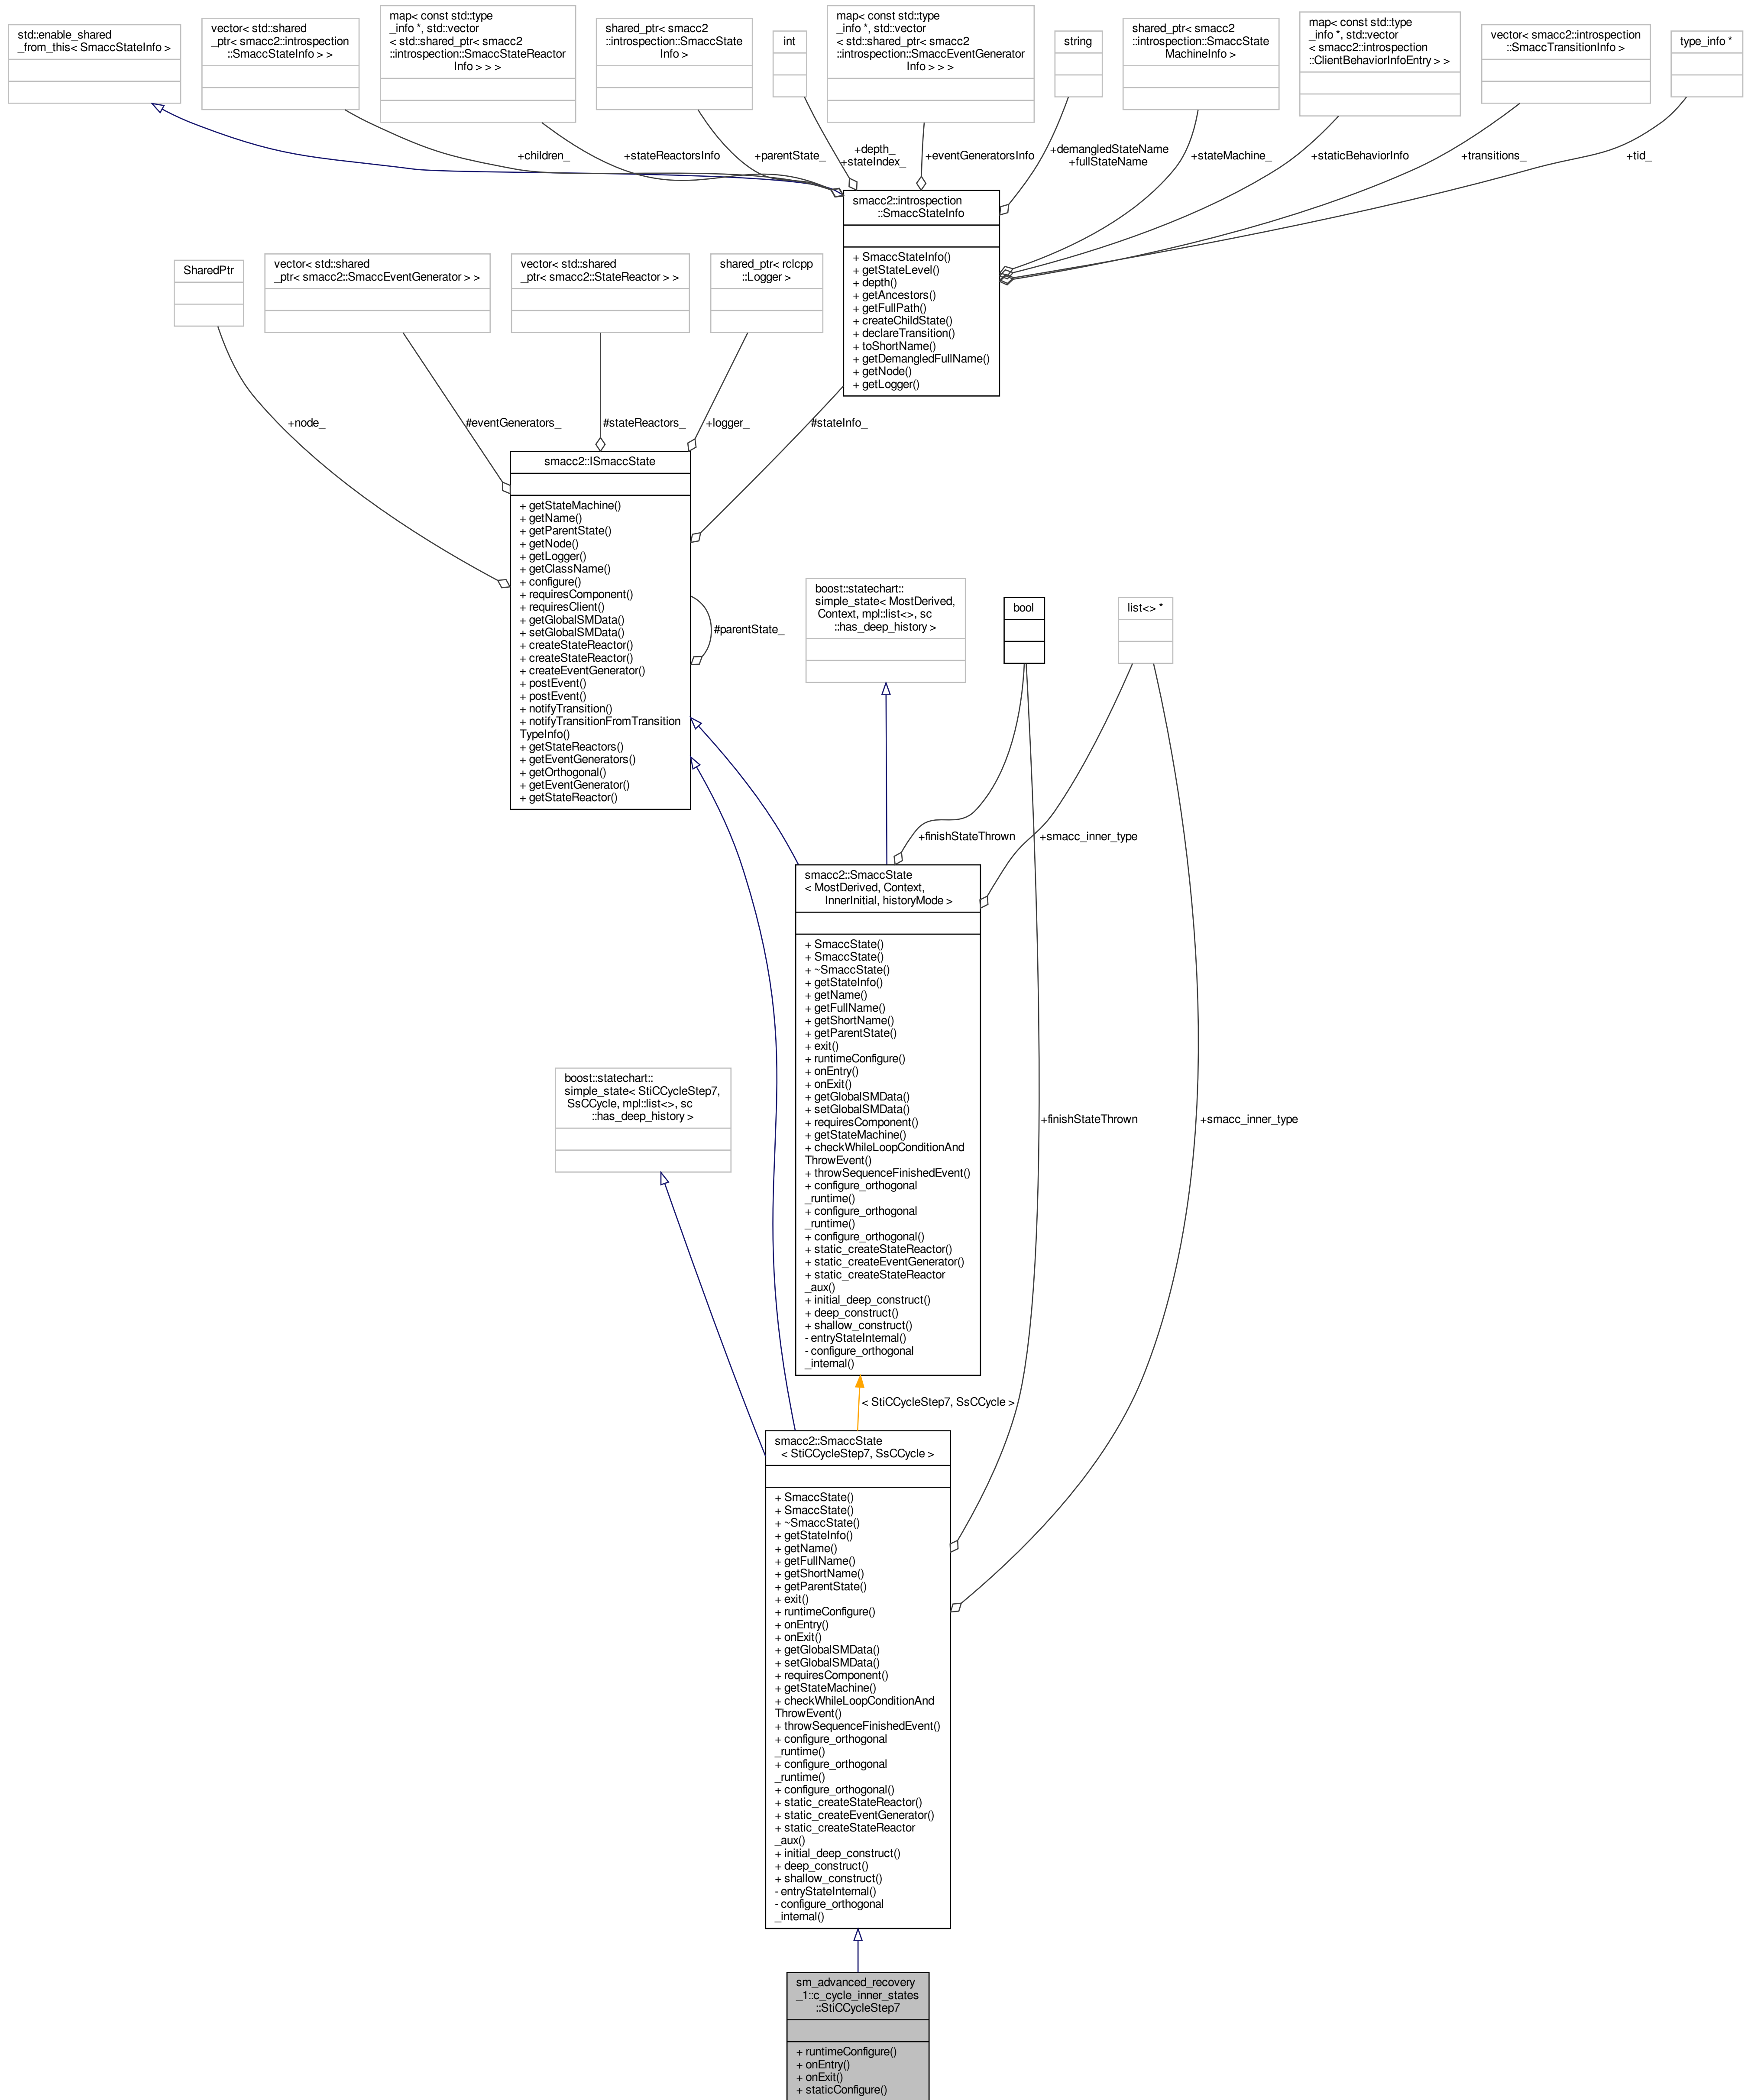 std::enable_shared
_from_this< SmaccStateInfo >
vector< std::shared
_ptr< smacc2::introspection
::SmaccStateInfo > >
map< const std::type
_info *, std::vector
< std::shared_ptr< smacc2
::introspection::SmaccStateReactor
Info > > >
shared_ptr< smacc2
::introspection::SmaccState
Info >
int
map< const std::type
_info *, std::vector
< std::shared_ptr< smacc2
::introspection::SmaccEventGenerator
Info > > >
string
shared_ptr< smacc2
::introspection::SmaccState
MachineInfo >
map< const std::type
_info *, std::vector
< smacc2::introspection
::ClientBehaviorInfoEntry > >
vector< smacc2::introspection
::SmaccTransitionInfo >
type_info *
+children_
+stateReactorsInfo
+parentState_
+depth_
+stateIndex_
+eventGeneratorsInfo
+demangledStateName
+fullStateName
+stateMachine_
+staticBehaviorInfo
+transitions_
+tid_
smacc2::introspection
::SmaccStateInfo
+ SmaccStateInfo()
+ getStateLevel()
+ depth()
+ getAncestors()
+ getFullPath()
+ createChildState()
+ declareTransition()
+ toShortName()
+ getDemangledFullName()
+ getNode()
+ getLogger()
SharedPtr
vector< std::shared
_ptr< smacc2::SmaccEventGenerator > >
vector< std::shared
_ptr< smacc2::StateReactor > >
shared_ptr< rclcpp
::Logger >
+node_
#eventGenerators_
#stateReactors_
+logger_
#stateInfo_
smacc2::ISmaccState
+ getStateMachine()
+ getName()
+ getParentState()
+ getNode()
+ getLogger()
+ getClassName()
+ configure()
+ requiresComponent()
+ requiresClient()
+ getGlobalSMData()
+ setGlobalSMData()
+ createStateReactor()
+ createStateReactor()
+ createEventGenerator()
+ postEvent()
+ postEvent()
+ notifyTransition()
+ notifyTransitionFromTransition
TypeInfo()
+ getStateReactors()
+ getEventGenerators()
+ getOrthogonal()
+ getEventGenerator()
+ getStateReactor()
#parentState_
boost::statechart::
simple_state< MostDerived,
Context, mpl::list<>, sc
::has_deep_history >
bool
list<> *
+finishStateThrown
+smacc_inner_type
smacc2::SmaccState
< MostDerived, Context,
InnerInitial, historyMode >
+ SmaccState()
+ SmaccState()
+ ~SmaccState()
+ getStateInfo()
+ getName()
+ getFullName()
+ getShortName()
+ getParentState()
+ exit()
+ runtimeConfigure()
+ onEntry()
+ onExit()
+ getGlobalSMData()
+ setGlobalSMData()
+ requiresComponent()
+ getStateMachine()
+ checkWhileLoopConditionAnd
ThrowEvent()
+ throwSequenceFinishedEvent()
+ configure_orthogonal
_runtime()
+ configure_orthogonal
_runtime()
+ configure_orthogonal()
+ static_createStateReactor()
+ static_createEventGenerator()
+ static_createStateReactor
_aux()
+ initial_deep_construct()
+ deep_construct()
+ shallow_construct()
- entryStateInternal()
- configure_orthogonal
_internal()
boost::statechart::
simple_state< StiCCycleStep7,
SsCCycle, mpl::list<>, sc
::has_deep_history >
+finishStateThrown
+smacc_inner_type
< StiCCycleStep7, SsCCycle >
smacc2::SmaccState
< StiCCycleStep7, SsCCycle >
+ SmaccState()
+ SmaccState()
+ ~SmaccState()
+ getStateInfo()
+ getName()
+ getFullName()
+ getShortName()
+ getParentState()
+ exit()
+ runtimeConfigure()
+ onEntry()
+ onExit()
+ getGlobalSMData()
+ setGlobalSMData()
+ requiresComponent()
+ getStateMachine()
+ checkWhileLoopConditionAnd
ThrowEvent()
+ throwSequenceFinishedEvent()
+ configure_orthogonal
_runtime()
+ configure_orthogonal
_runtime()
+ configure_orthogonal()
+ static_createStateReactor()
+ static_createEventGenerator()
+ static_createStateReactor
_aux()
+ initial_deep_construct()
+ deep_construct()
+ shallow_construct()
- entryStateInternal()
- configure_orthogonal
_internal()
sm_advanced_recovery
_1::c_cycle_inner_states
::StiCCycleStep7
+ runtimeConfigure()
+ onEntry()
+ onExit()
+ staticConfigure()